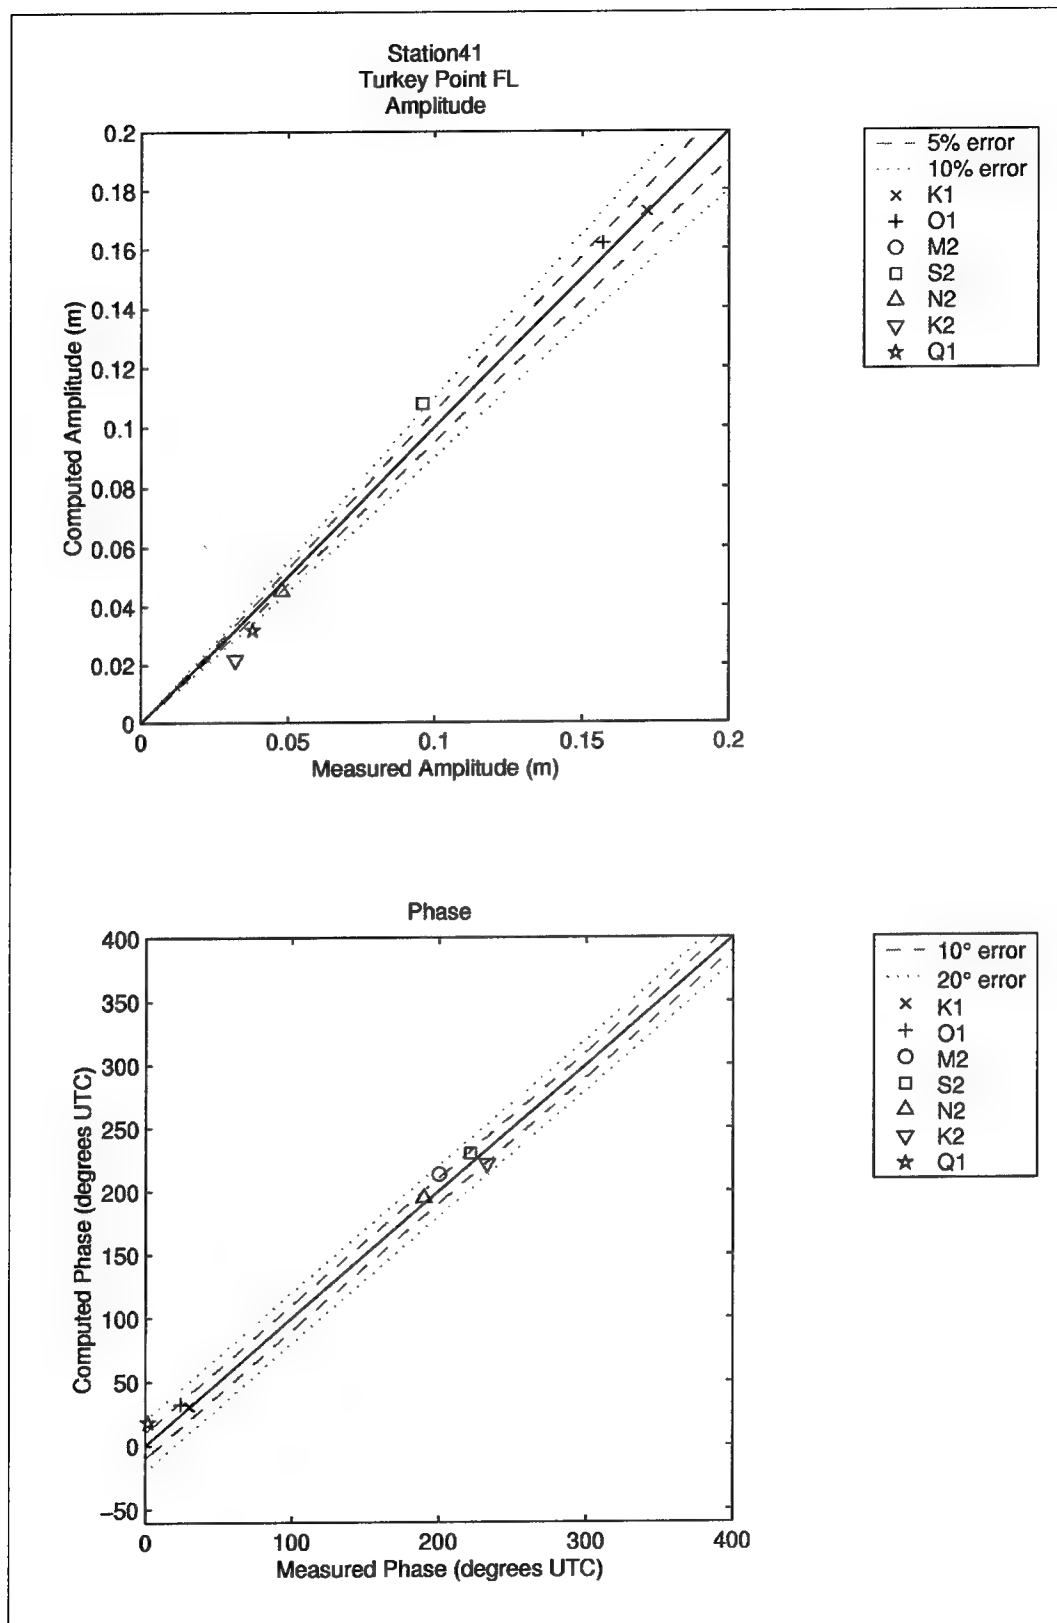 Station41
Turkey Point FL
Amplitude
0.2
0.18
0.16
0.14
0.12
0.1
0.08
0.06
0.04
0.02
0
Computed Amplitude (m)
0
0.05
0.1
0.15
0.2
Measured Amplitude (m)
5% error
10% error
K1
O1
M2
S2
N2
K2
Q1
Phase
400
350
300
250
200
150
100
50
0
−50
Computed Phase (degrees UTC)
0
100
200
300
400
Measured Phase (degrees UTC)
10° error
20° error
K1
O1
M2
S2
N2
K2
Q1